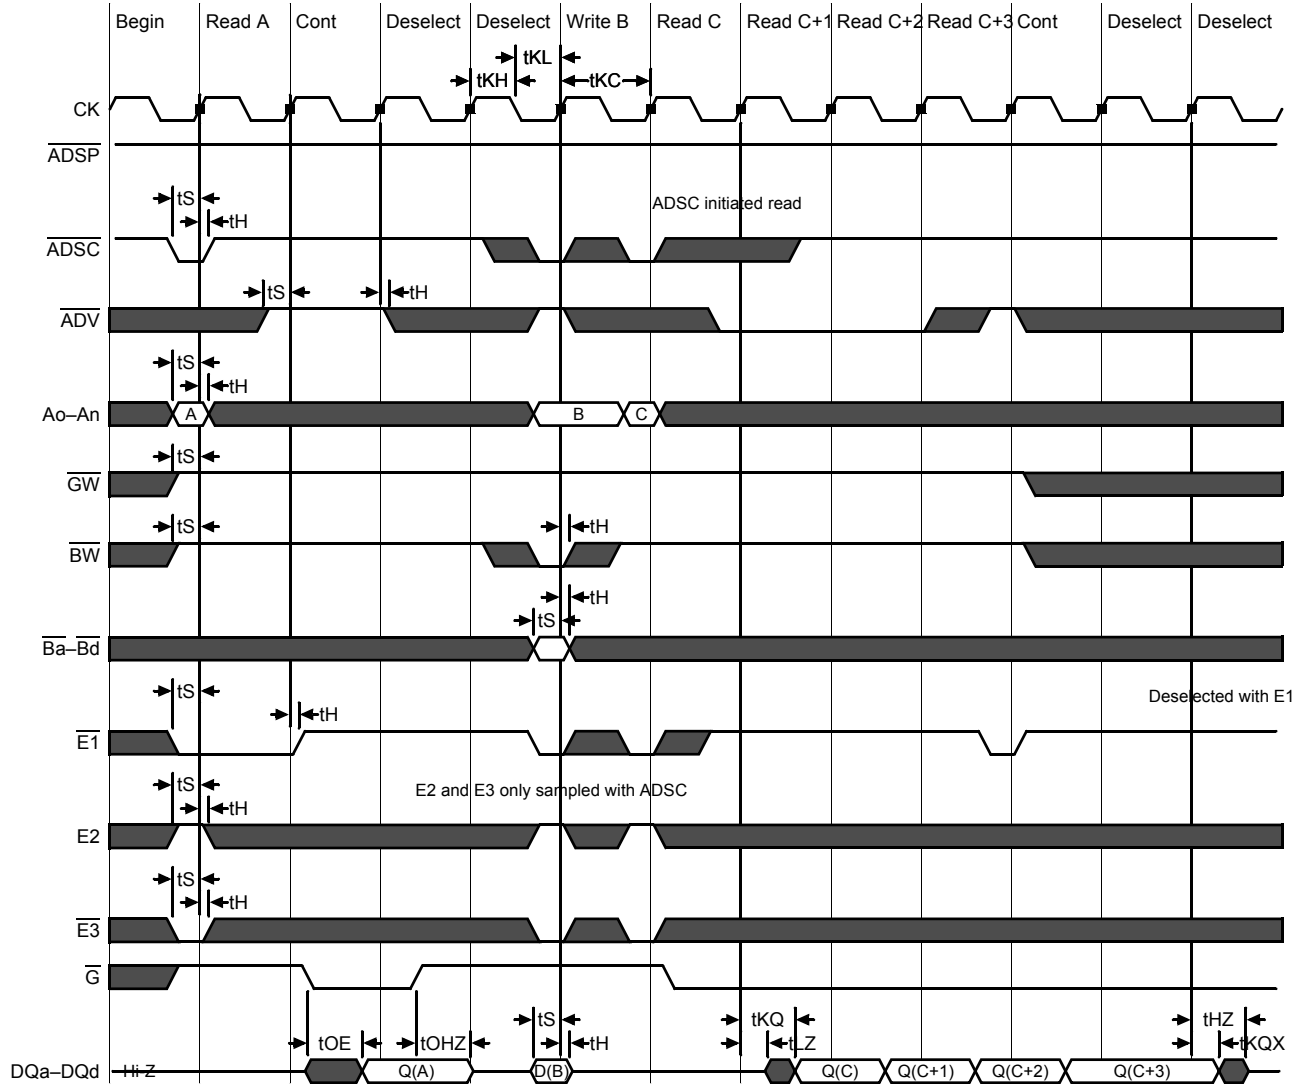 Begin Read A Cont Deselect Deselect Write B Read C Read C+1 Read C+2 Read C+3 Cont Deselect Deselect
tKL
tKH tKC
CK
ADSP
tS
ADSC initiated read
tH
ADSC
tS tH
ADV
tS
tH
Ao–An A B C
tS
GW
tS tH
BW
tH
tS
Ba–Bd
tS
Deselected with E1
tH
E1
tS
E2 and E3 only sampled with ADSC
tH
E2
tS
tH
E3
G
tS tKQ tHZ
tOE tOHZ tH tLZ tKQX
DQa–DQd Hi-Z Q(A) D(B) Q(C) Q(C+1) Q(C+2) Q(C+3)